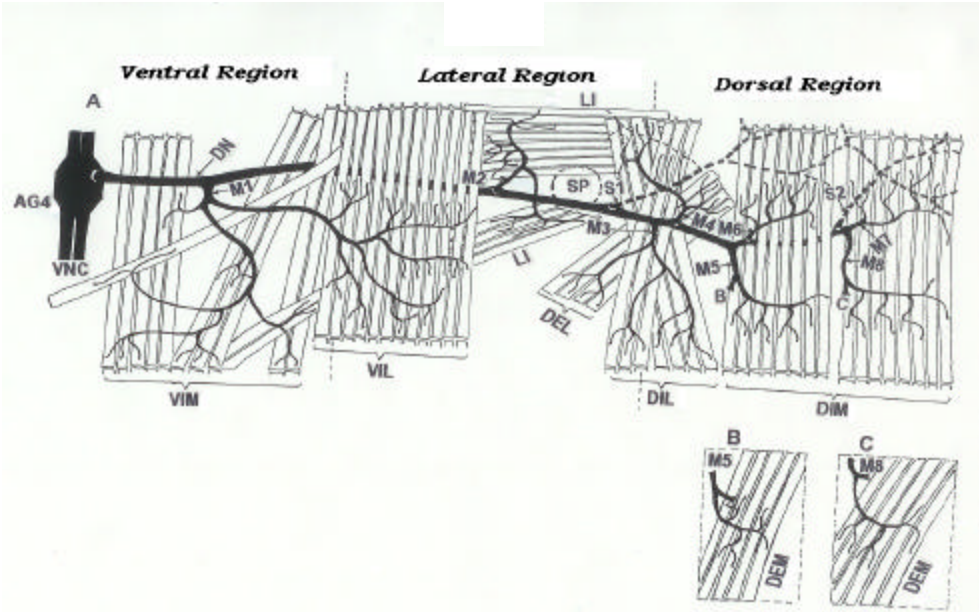 Ventral Region
Lateral Region
Dorsal Region
A
LI
DN
M1
AG4
VNC
M2
SP
S1
S2
M3
M4
M6
M7
M5
M8
B
C
LI
DEL
VIM
VIL
DIL
DIM
B
M5
DEM
C
M8
DEM